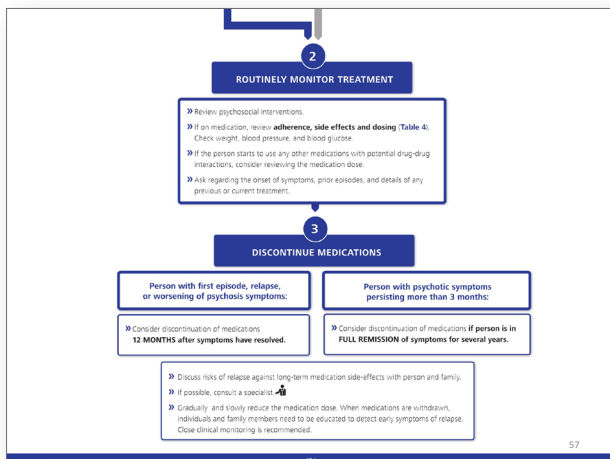 2
ROUTINELY MONITOR TREATMENT
» Review psychosocial interventions.
» If on medication, review adherence, side effects and dosing (Table 4).
Check weight, blood pressure, and blood glucose.
» If the person starts to use any other medications with potential drug-drug
interactions, consider reviewing the medication dose.
» Ask regarding the onset of symptoms, prior episodes, and details of any
previous or current treatment.
3
DISCONTINUE MEDICATIONS
Person with first episode, relapse,
or worsening of psychosis symptoms:
» Consider discontinuation of medications
12 MONTHS after symptoms have resolved.
Person with psychotic symptoms
persisting more than 3 months:
» Consider discontinuation of medications if person is in
FULL REMISSION of symptoms for several years.
» Discuss risks of relapse against long-term medication side-effects with person and family.
» If possible, consult a specialist.
» Gradually and slowly reduce the medication dose. When medications are withdrawn,
individuals and family members need to be educated to detect early symptoms of relapse.
Close clinical monitoring is recommended.
57